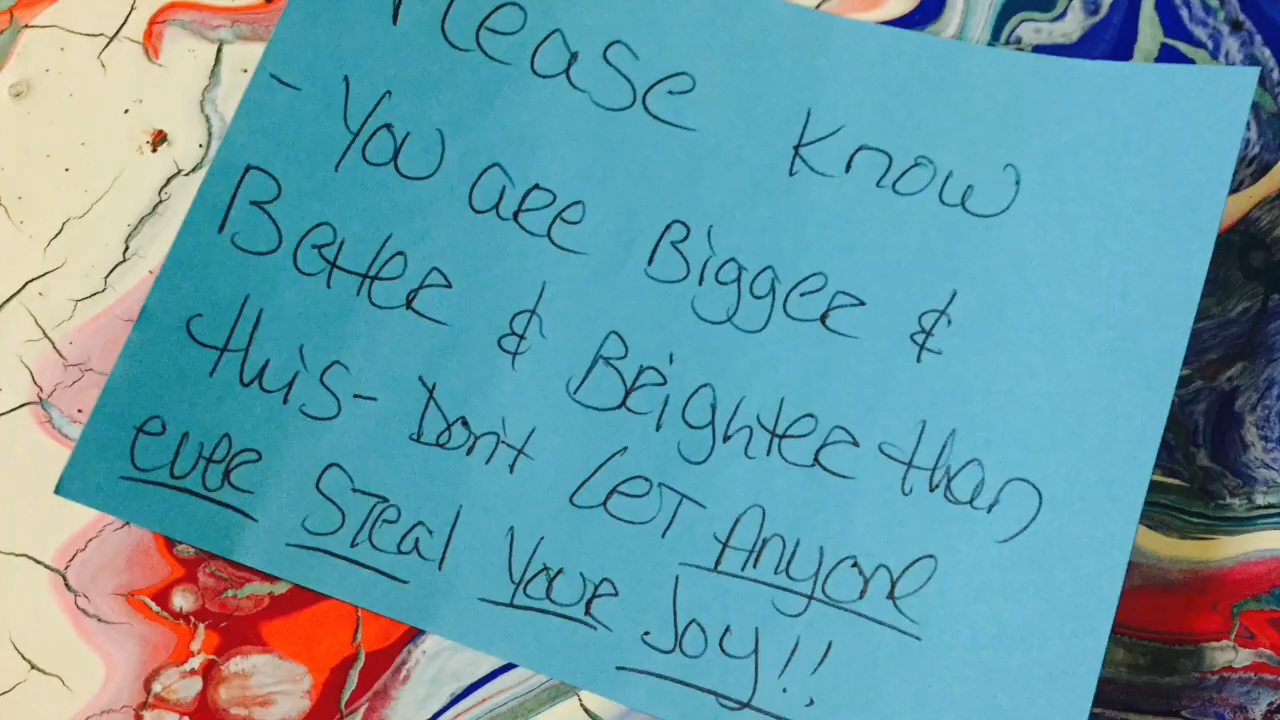 Please know
- You are Bigger &
Better & Brighter than
this- Don't Let Anyone
ever Steal Your Joy!!